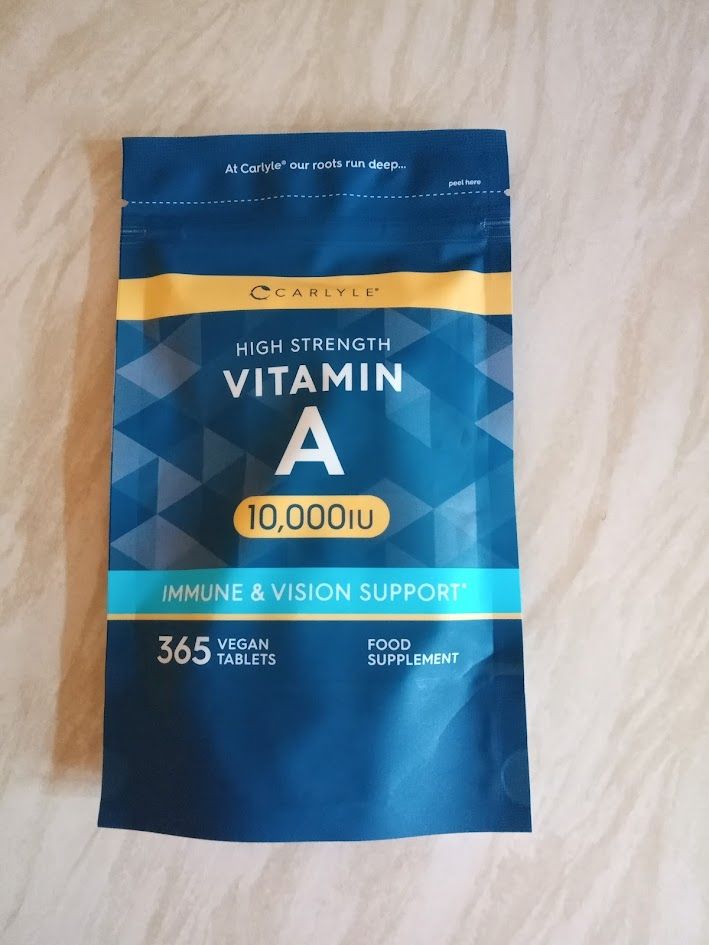 At Carlyle® our roots run deep...
peel here
CARLYLE®
HIGH STRENGTH
VITAMIN
A
10,000IU
IMMUNE & VISION SUPPORT*
365 VEGAN TABLETS
FOOD SUPPLEMENT